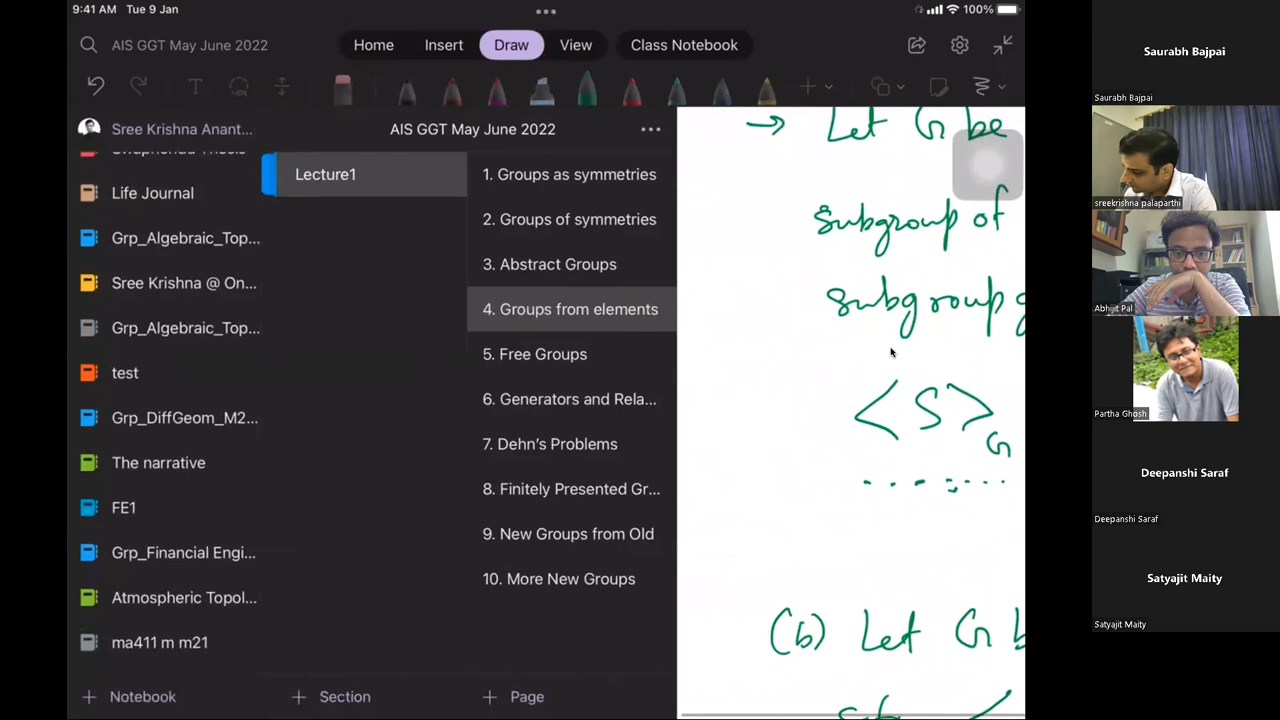 9:41 AM Tue 9 Jan
100%
AIS GGT May June 2022
Home Insert Draw View Class Notebook
Sree Krishna Anant...
AIS GGT May June 2022
Life Journal
Grp_Algebraic_Top...
Sree Krishna @ On...
Grp_Algebraic_Top...
test
Grp_DiffGeom_M2...
The narrative
FE1
Grp_Financial Engi...
Atmospheric Topol...
ma411 m m21
+ Notebook
Lecture1
+ Section
1. Groups as symmetries
2. Groups of symmetries
3. Abstract Groups
4. Groups from elements
5. Free Groups
6. Generators and Rela...
7. Dehn's Problems
8. Finitely Presented Gr...
9. New Groups from Old
10. More New Groups
+ Page
→ Let G be
Subgroup of
subgroup g
<S>G
(b) Let G b
Saurabh Bajpai
Saurabh Bajpai
sreekrishna palaparthi
Abhijit Pal
Partha Ghosh
Deepanshi Saraf
Deepanshi Saraf
Satyajit Maity
Satyajit Maity